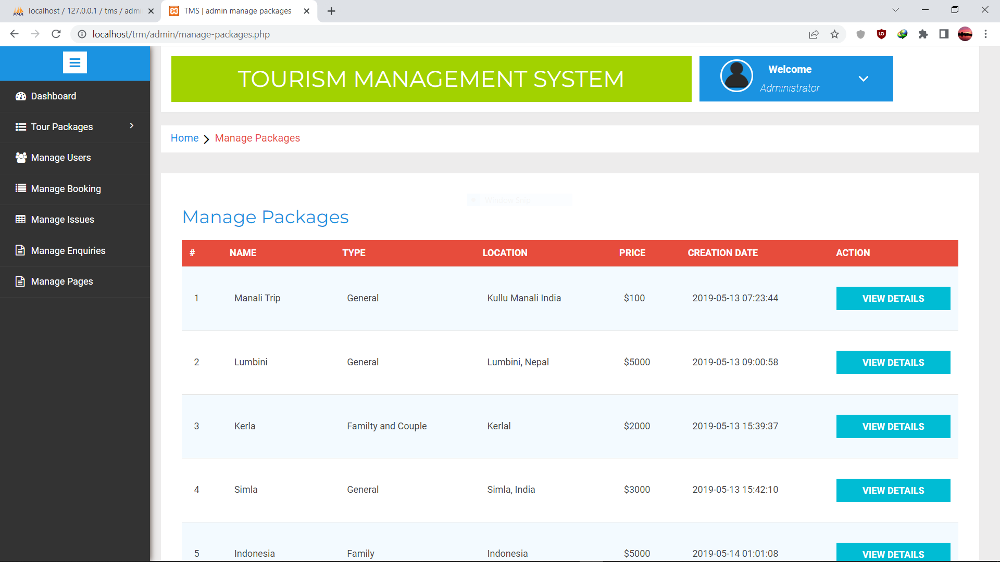 localhost / 127.0.0.1 / tms / admi
TMS | admin manage packages
localhost/trm/admin/manage-packages.php
TOURISM MANAGEMENT SYSTEM
Welcome
Administrator
Dashboard
Tour Packages
Manage Users
Manage Booking
Manage Issues
Manage Enquiries
Manage Pages
Home > Manage Packages
Window Snip
Manage Packages
# NAME TYPE LOCATION PRICE CREATION DATE ACTION
1 Manali Trip General Kullu Manali India $100 2019-05-13 07:23:44 VIEW DETAILS
2 Lumbini General Lumbini, Nepal $5000 2019-05-13 09:00:58 VIEW DETAILS
3 Kerla Familty and Couple Kerlal $2000 2019-05-13 15:39:37 VIEW DETAILS
4 Simla General Simla, India $3000 2019-05-13 15:42:10 VIEW DETAILS
5 Indonesia Family Indonesia $5000 2019-05-14 01:01:08 VIEW DETAILS